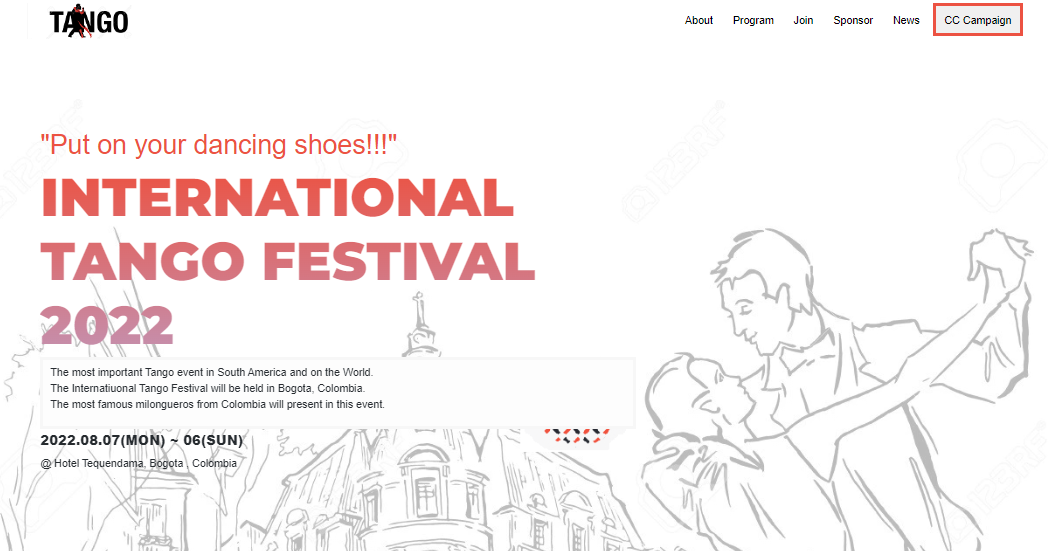 TANGO
About Program Join Sponsor News CC Campaign
"Put on your dancing shoes!!!"
INTERNATIONAL
TANGO FESTIVAL
2022
The most important Tango event in South America and on the World.
The Internatiuonal Tango Festival will be held in Bogota, Colombia.
The most famous milongueros from Colombia will present in this event.
2022.08.07(MON) ~ 06(SUN)
@ Hotel Tequendama, Bogota , Colombia
123RF
123RF
123RF